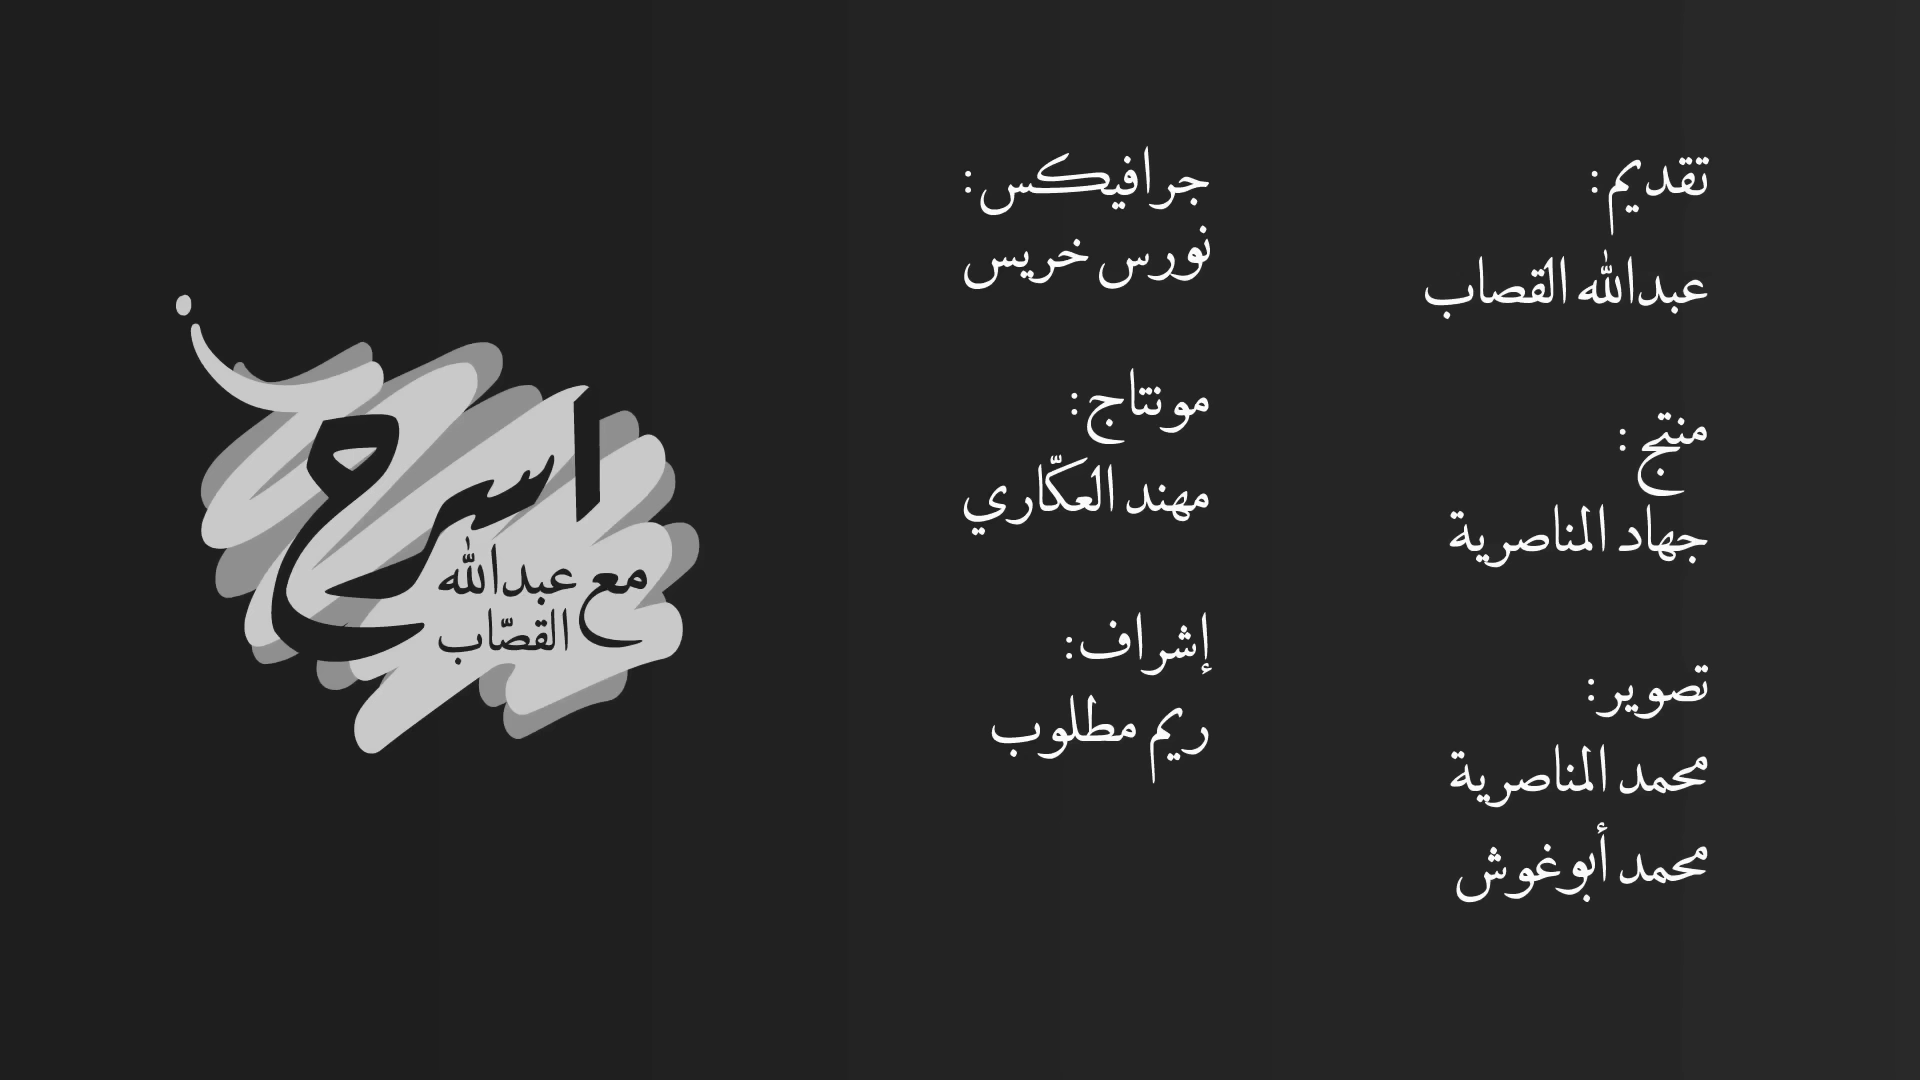 تقديم:
عبدالله القصاب
منتج:
جهاد المناصرية
تصوير:
محمد المناصرية
محمد أبوغوش
جرافيكس:
نورس خريس
مونتاج:
مهند العكّاري
إشراف:
ريم مطلوب
اسرح
مع عبدالله
القصّاب